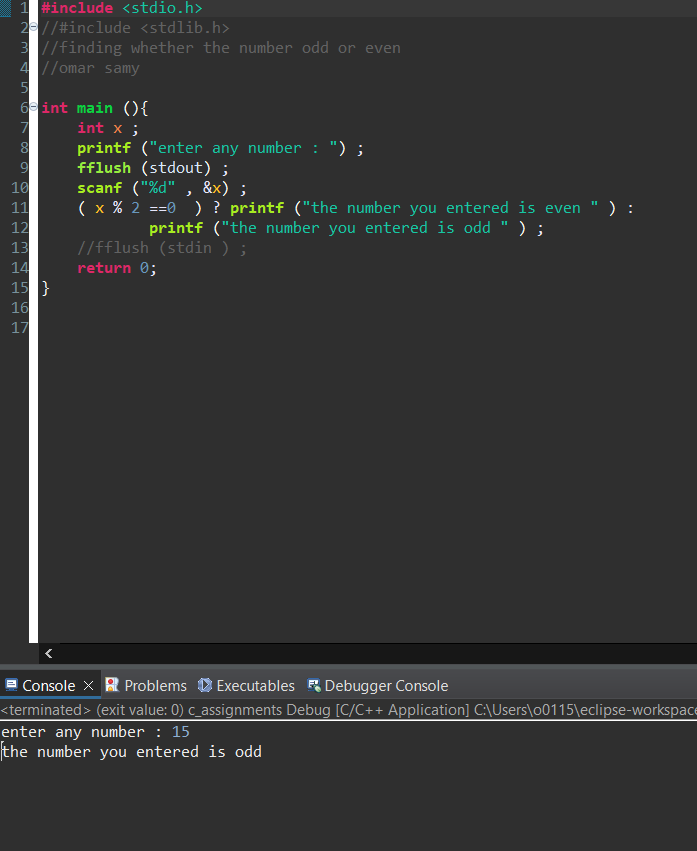 1 #include <stdio.h>
2 //#include <stdlib.h>
3 //finding whether the number odd or even
4 //omar samy
5
6 int main (){
7     int x ;
8     printf ("enter any number : ") ;
9     fflush (stdout) ;
10     scanf ("%d" , &x) ;
11     ( x % 2 ==0  ) ? printf ("the number you entered is even " ) :
12             printf ("the number you entered is odd " ) ;
13     //fflush (stdin ) ;
14     return 0;
15 }
16
17
Console Problems Executables Debugger Console
<terminated> (exit value: 0) c_assignments Debug [C/C++ Application] C:\Users\o0115\eclipse-workspace
enter any number : 15
the number you entered is odd